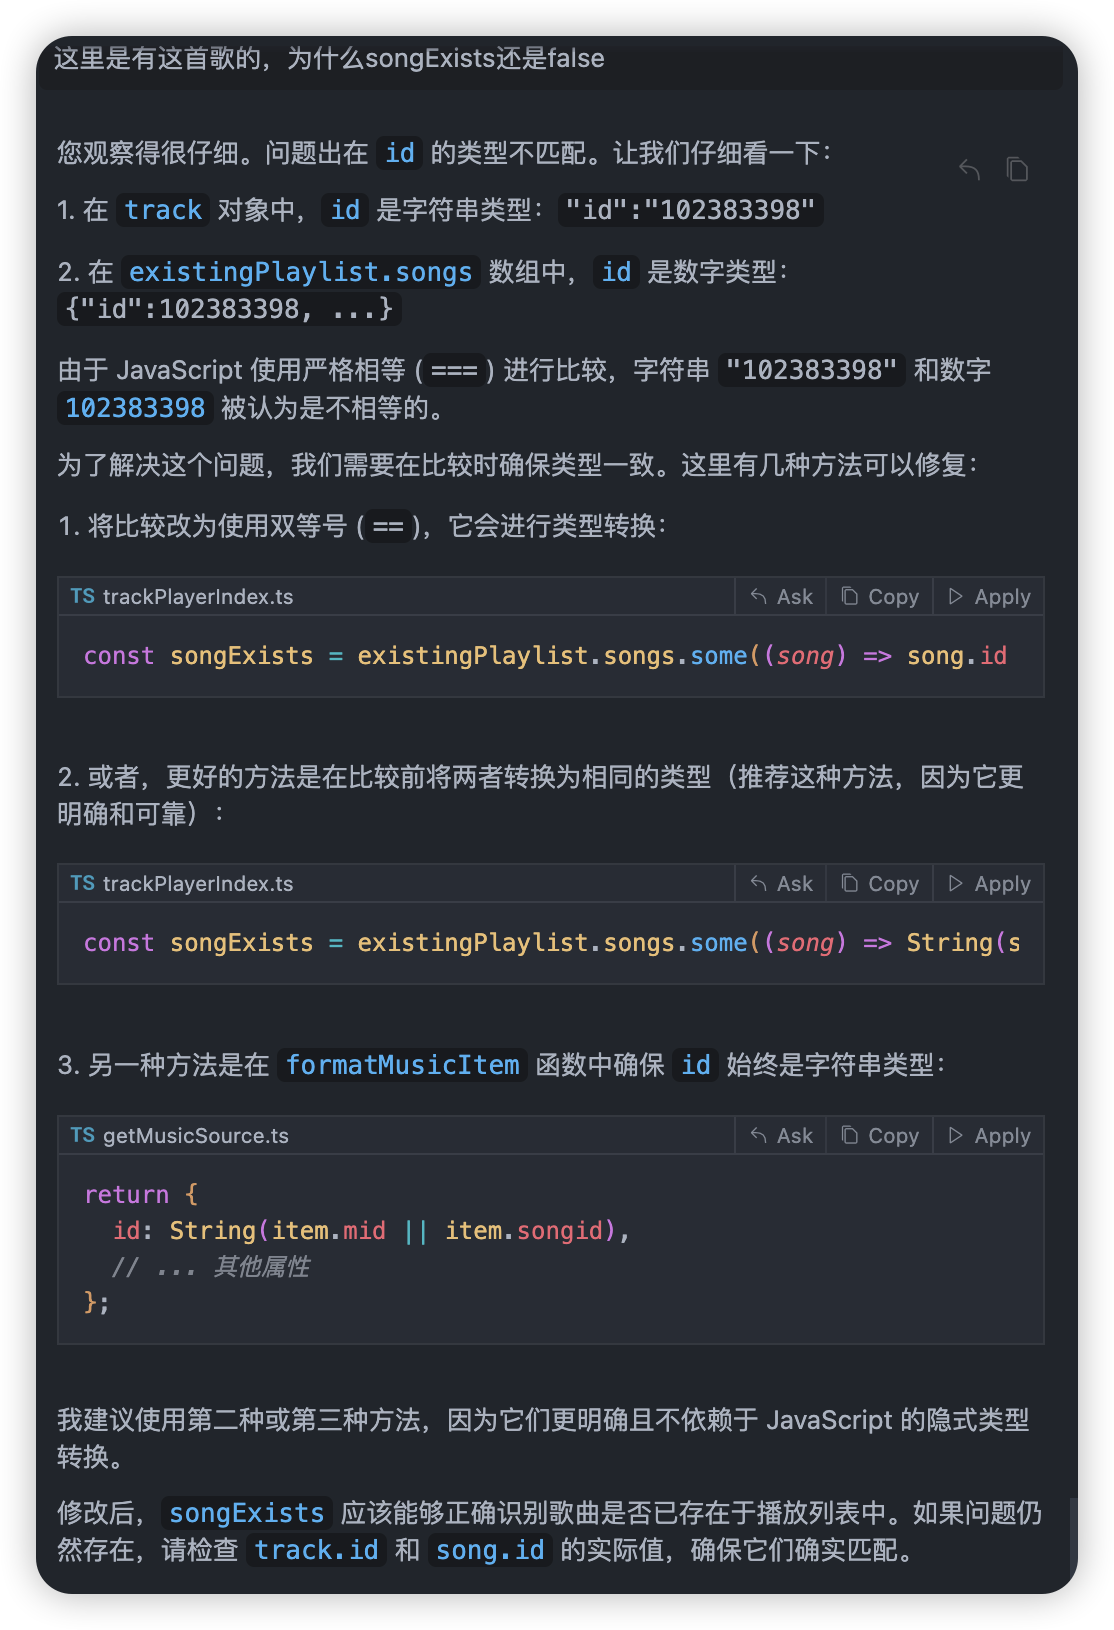 这里是有这首歌的，为什么songExists还是false
您观察得很仔细。问题出在 id 的类型不匹配。让我们仔细看一下：
1. 在 track 对象中，id 是字符串类型："id":"102383398"
2. 在 existingPlaylist.songs 数组中，id 是数字类型：
{"id":102383398, ...}
由于 JavaScript 使用严格相等 (===) 进行比较，字符串 "102383398" 和数字
102383398 被认为是不相等的。
为了解决这个问题，我们需要在比较时确保类型一致。这里有几种方法可以修复：
1. 将比较改为使用双等号 (==)，它会进行类型转换：
TS trackPlayerIndex.ts Ask Copy Apply
const songExists = existingPlaylist.songs.some((song) => song.id
2. 或者，更好的方法是在比较前将两者转换为相同的类型（推荐这种方法，因为它更
明确和可靠）：
TS trackPlayerIndex.ts Ask Copy Apply
const songExists = existingPlaylist.songs.some((song) => String(s
3. 另一种方法是在 formatMusicItem 函数中确保 id 始终是字符串类型：
TS getMusicSource.ts Ask Copy Apply
return {
id: String(item.mid || item.songid),
// ... 其他属性
};
我建议使用第二种或第三种方法，因为它们更明确且不依赖于 JavaScript 的隐式类型
转换。
修改后，songExists 应该能够正确识别歌曲是否已存在于播放列表中。如果问题仍
然存在，请检查 track.id 和 song.id 的实际值，确保它们确实匹配。